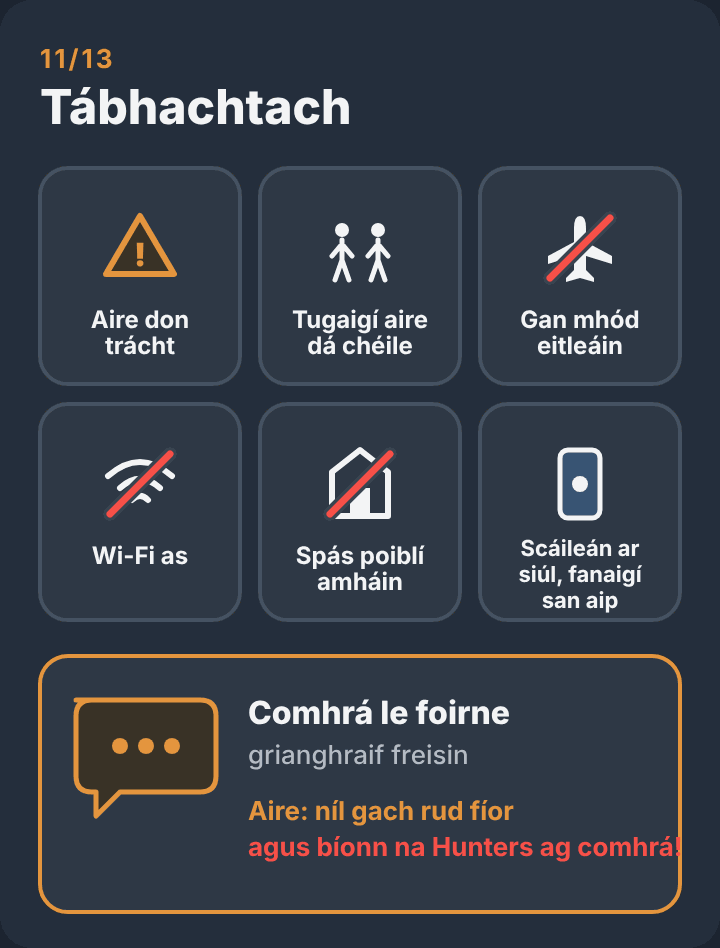 11/13
Tábhachtach
Aire don
trácht
Tugaigí aire
dá chéile
Gan mhód
eitleáin
Wi-Fi as
Spás poiblí
amháin
Scáileán ar
siúl, fanaigí
san aip
Comhrá le foirne
grianghraif freisin
Aire: níl gach rud fíor
agus bíonn na Hunters ag comhrá!